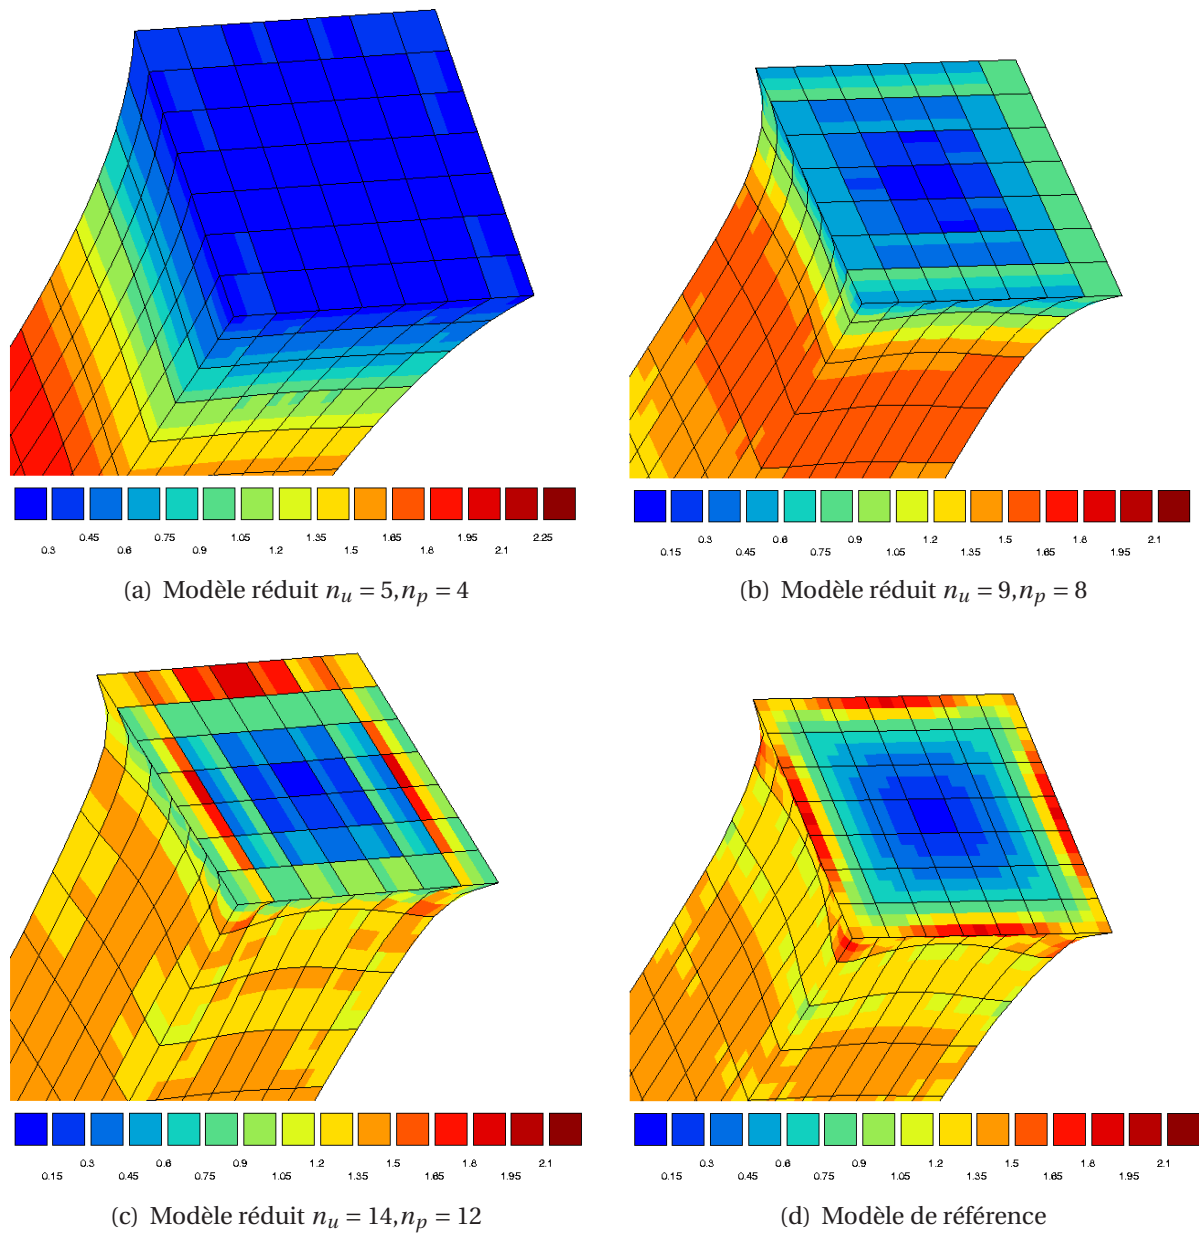 0.45 0.75 1.05 1.35 1.65 1.95 2.25
0.3 0.6 0.9 1.2 1.5 1.8 2.1
(a) Modèle réduit n_u = 5, n_p = 4
0.3 0.6 0.9 1.2 1.5 1.8 2.1
0.15 0.45 0.75 1.05 1.35 1.65 1.95
(b) Modèle réduit n_u = 9, n_p = 8
0.3 0.6 0.9 1.2 1.5 1.8 2.1
0.15 0.45 0.75 1.05 1.35 1.65 1.95
(c) Modèle réduit n_u = 14, n_p = 12
0.3 0.6 0.9 1.2 1.5 1.8 2.1
0.15 0.45 0.75 1.05 1.35 1.65 1.95
(d) Modèle de référence